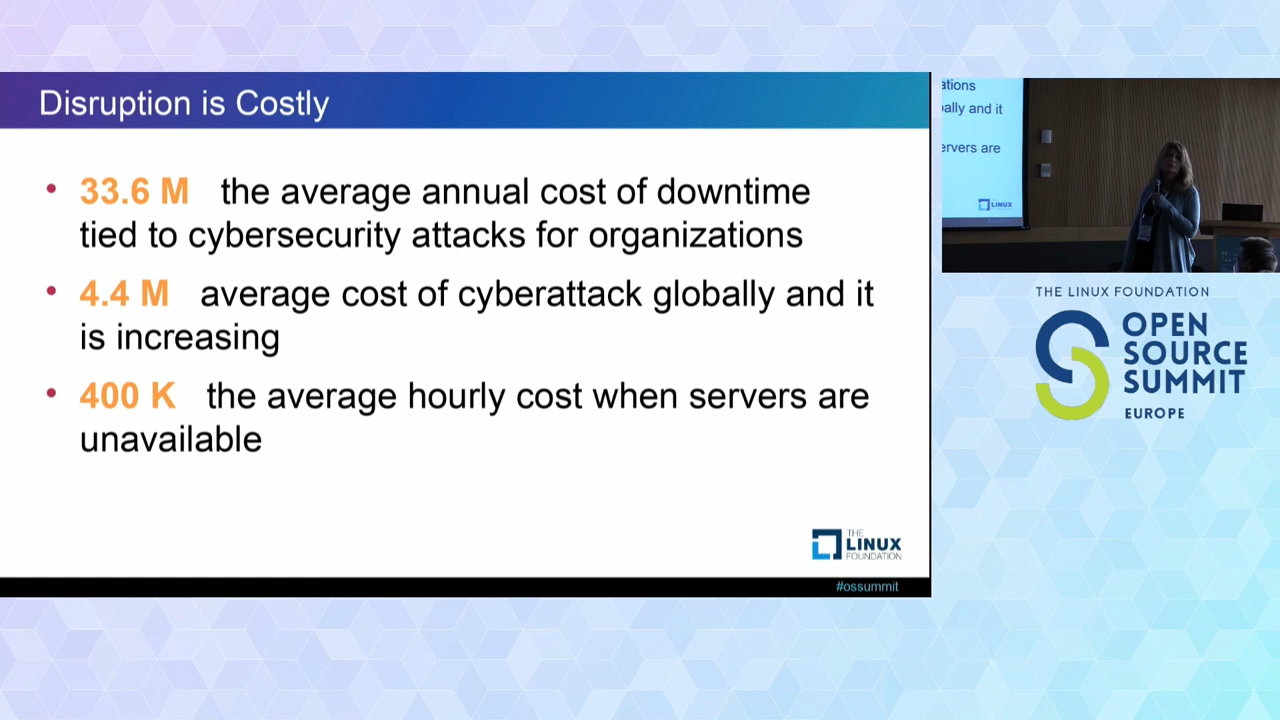 Disruption is Costly
• 33.6 M the average annual cost of downtime
tied to cybersecurity attacks for organizations
• 4.4 M average cost of cyberattack globally and it
is increasing
• 400 K the average hourly cost when servers are
unavailable
THE
LINUX
FOUNDATION
#ossummit
ations
ally and it
ervers are
LINUX
THE LINUX FOUNDATION
OPEN
SOURCE
SUMMIT
EUROPE